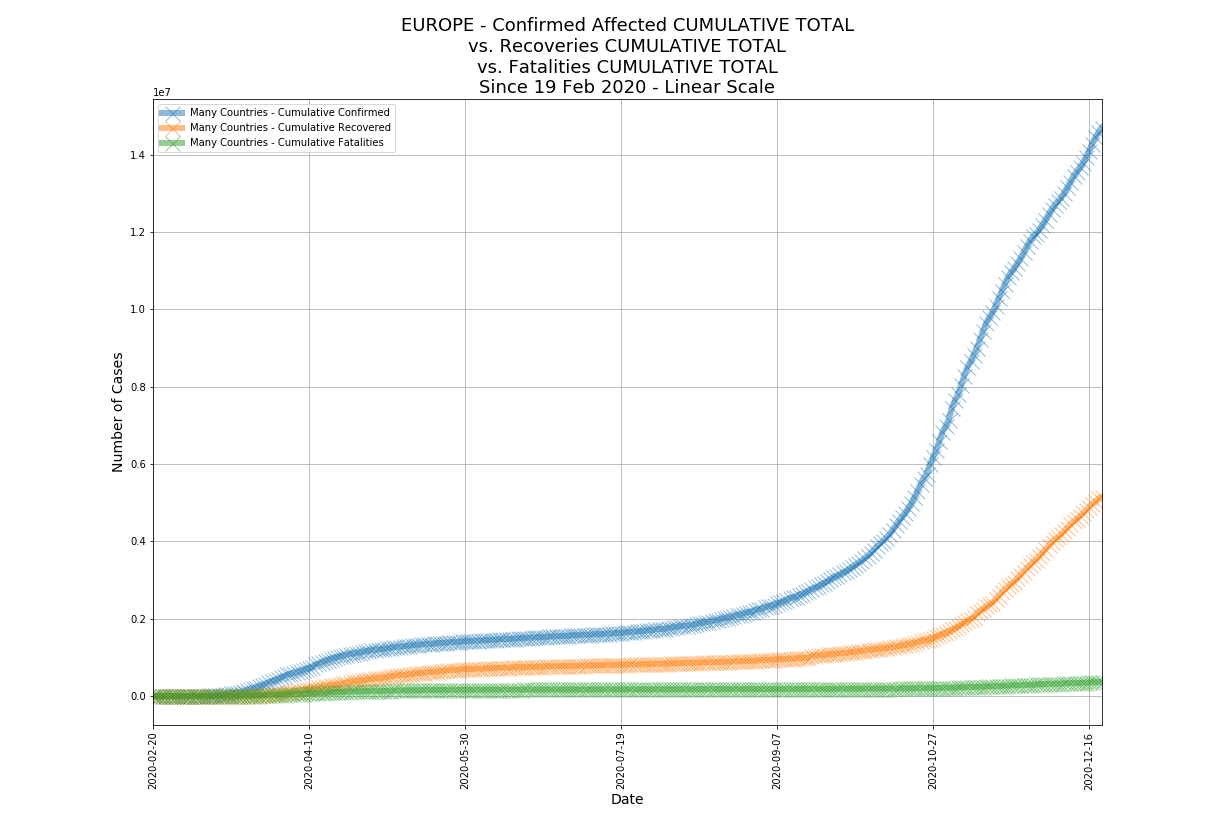 EUROPE - Confirmed Affected CUMULATIVE TOTAL
vs. Recoveries CUMULATIVE TOTAL
vs. Fatalities CUMULATIVE TOTAL
Since 19 Feb 2020 - Linear Scale
1e7
Many Countries - Cumulative Confirmed
Many Countries - Cumulative Recovered
Many Countries - Cumulative Fatalities
1.4
1.2
1.0
0.8
0.6
0.4
0.2
0.0
Number of Cases
2020-02-20
2020-04-10
2020-05-30
2020-07-19
2020-09-07
2020-10-27
2020-12-16
Date